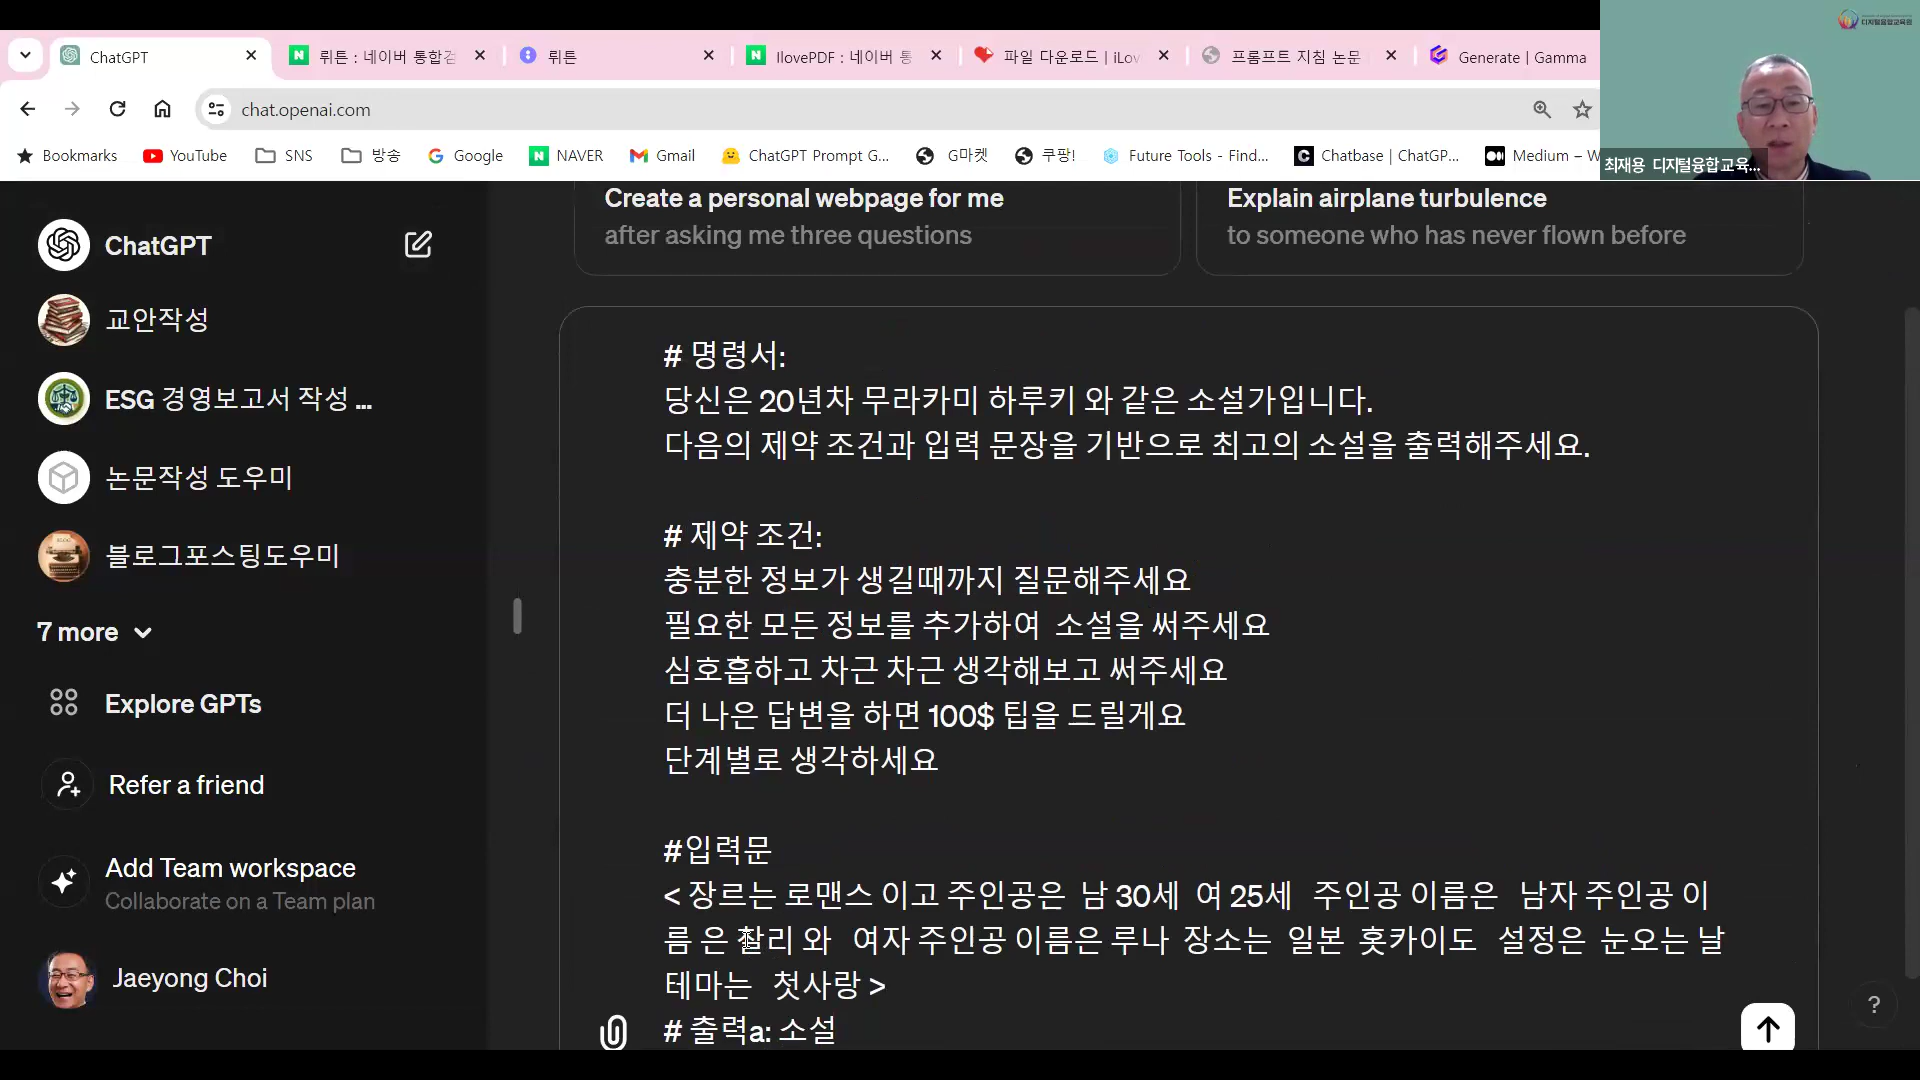 디지털융합교육원
ChatGPT
뤼튼 : 네이버 통합검
뤼튼
IlovePDF : 네이버 통
파일 다운로드 | iLov
프롬프트 지침 논문
Generate | Gamma
chat.openai.com
Bookmarks
YouTube
SNS
방송
Google
NAVER
Gmail
ChatGPT Prompt G...
G마켓
쿠팡!
Future Tools - Find...
Chatbase | ChatGP...
Medium – W
최재용 디지털융합교육...
ChatGPT
교안작성
ESG 경영보고서 작성 ...
논문작성 도우미
블로그포스팅도우미
7 more
Explore GPTs
Refer a friend
Add Team workspace
Collaborate on a Team plan
Jaeyong Choi
Create a personal webpage for me
after asking me three questions
Explain airplane turbulence
to someone who has never flown before
# 명령서:
당신은 20년차 무라카미 하루키 와 같은 소설가입니다.
다음의 제약 조건과 입력 문장을 기반으로 최고의 소설을 출력해주세요.
# 제약 조건:
충분한 정보가 생길때까지 질문해주세요
필요한 모든 정보를 추가하여 소설을 써주세요
심호흡하고 차근 차근 생각해보고 써주세요
더 나은 답변을 하면 100$ 팁을 드릴게요
단계별로 생각하세요
#입력문
< 장르는 로맨스 이고 주인공은 남 30세 여 25세 주인공 이름은 남자 주인공 이
름 은 찰리 와 여자 주인공 이름은 루나 장소는 일본 홋카이도 설정은 눈오는 날
테마는 첫사랑 >
# 출력a: 소설
?